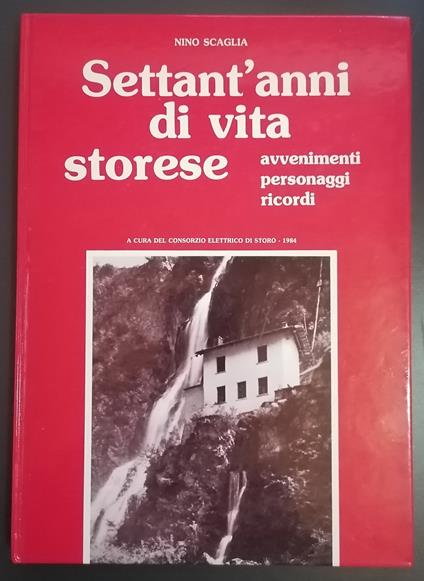 NINO SCAGLIA
Settant'anni
di vita
storese
avvenimenti
personaggi
ricordi
A CURA DEL CONSORZIO ELETTRICO DI STORO - 1984